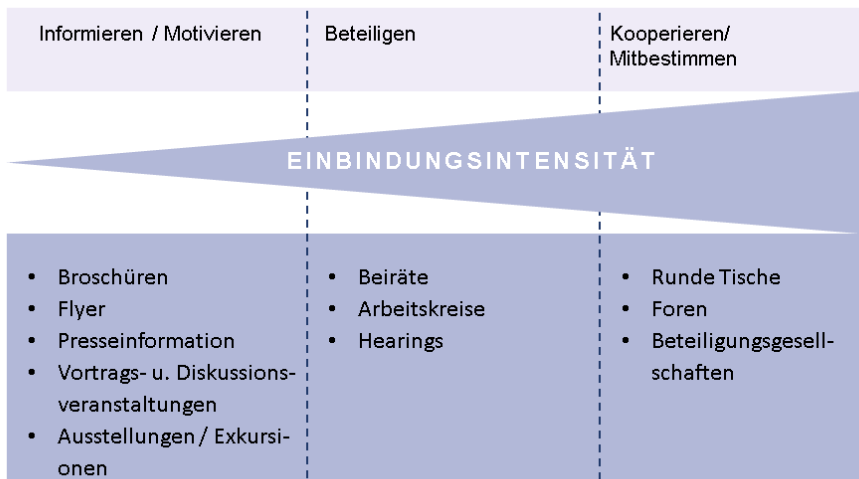 Informieren / Motivieren
Beteiligen
Kooperieren/
Mitbestimmen
EINBINDUNGSINTENSITÄT
• Broschüren
• Flyer
• Presseinformation
• Vortrags- u. Diskussions-
veranstaltungen
• Ausstellungen / Exkursi-
onen
• Beiräte
• Arbeitskreise
• Hearings
• Runde Tische
• Foren
• Beteiligungsgesell-
schaften